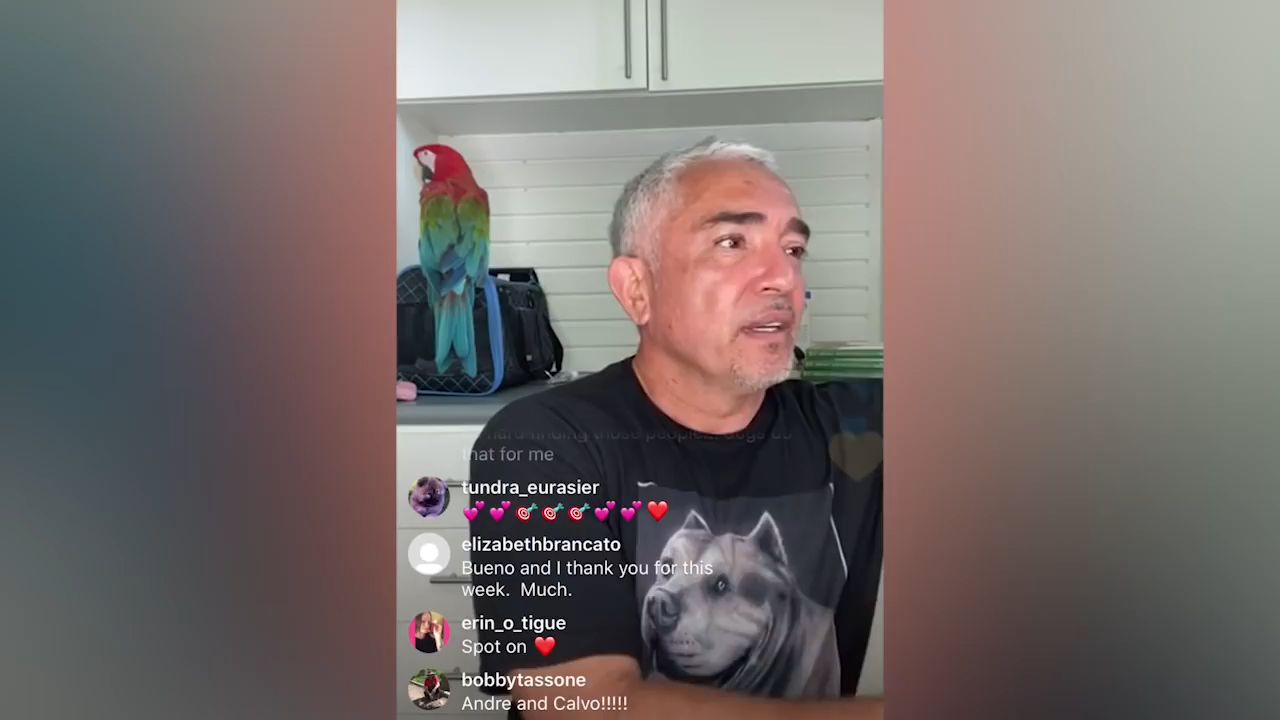 that for me
tundra_eurasier
💕💕🎯🎯🎯💕💕❤️
elizabethbrancato
Bueno and I thank you for this
week.  Much.
erin_o_tigue
Spot on ❤️
bobbytassone
Andre and Calvo!!!!!